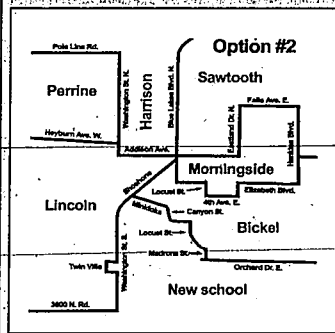 Option #2
Pole Line Rd.
Sawtooth
Perrine
Washington St. N.
Harrison
Blue Lakes Blvd. N.
Falls Ave. E.
Eastland Dr. N.
Hankins Blvd.
Heyburn Ave. W.
Addison Ave.
Morningside
Shoshone
Locust St.
4th Ave. E.
Elizabeth Blvd.
Lincoln
Minidoka
Canyon St.
Washington St. S.
Locust St.
Bickel
Twin Ville
Madrona St.
Orchard Dr. E.
New school
3600 N. Rd.